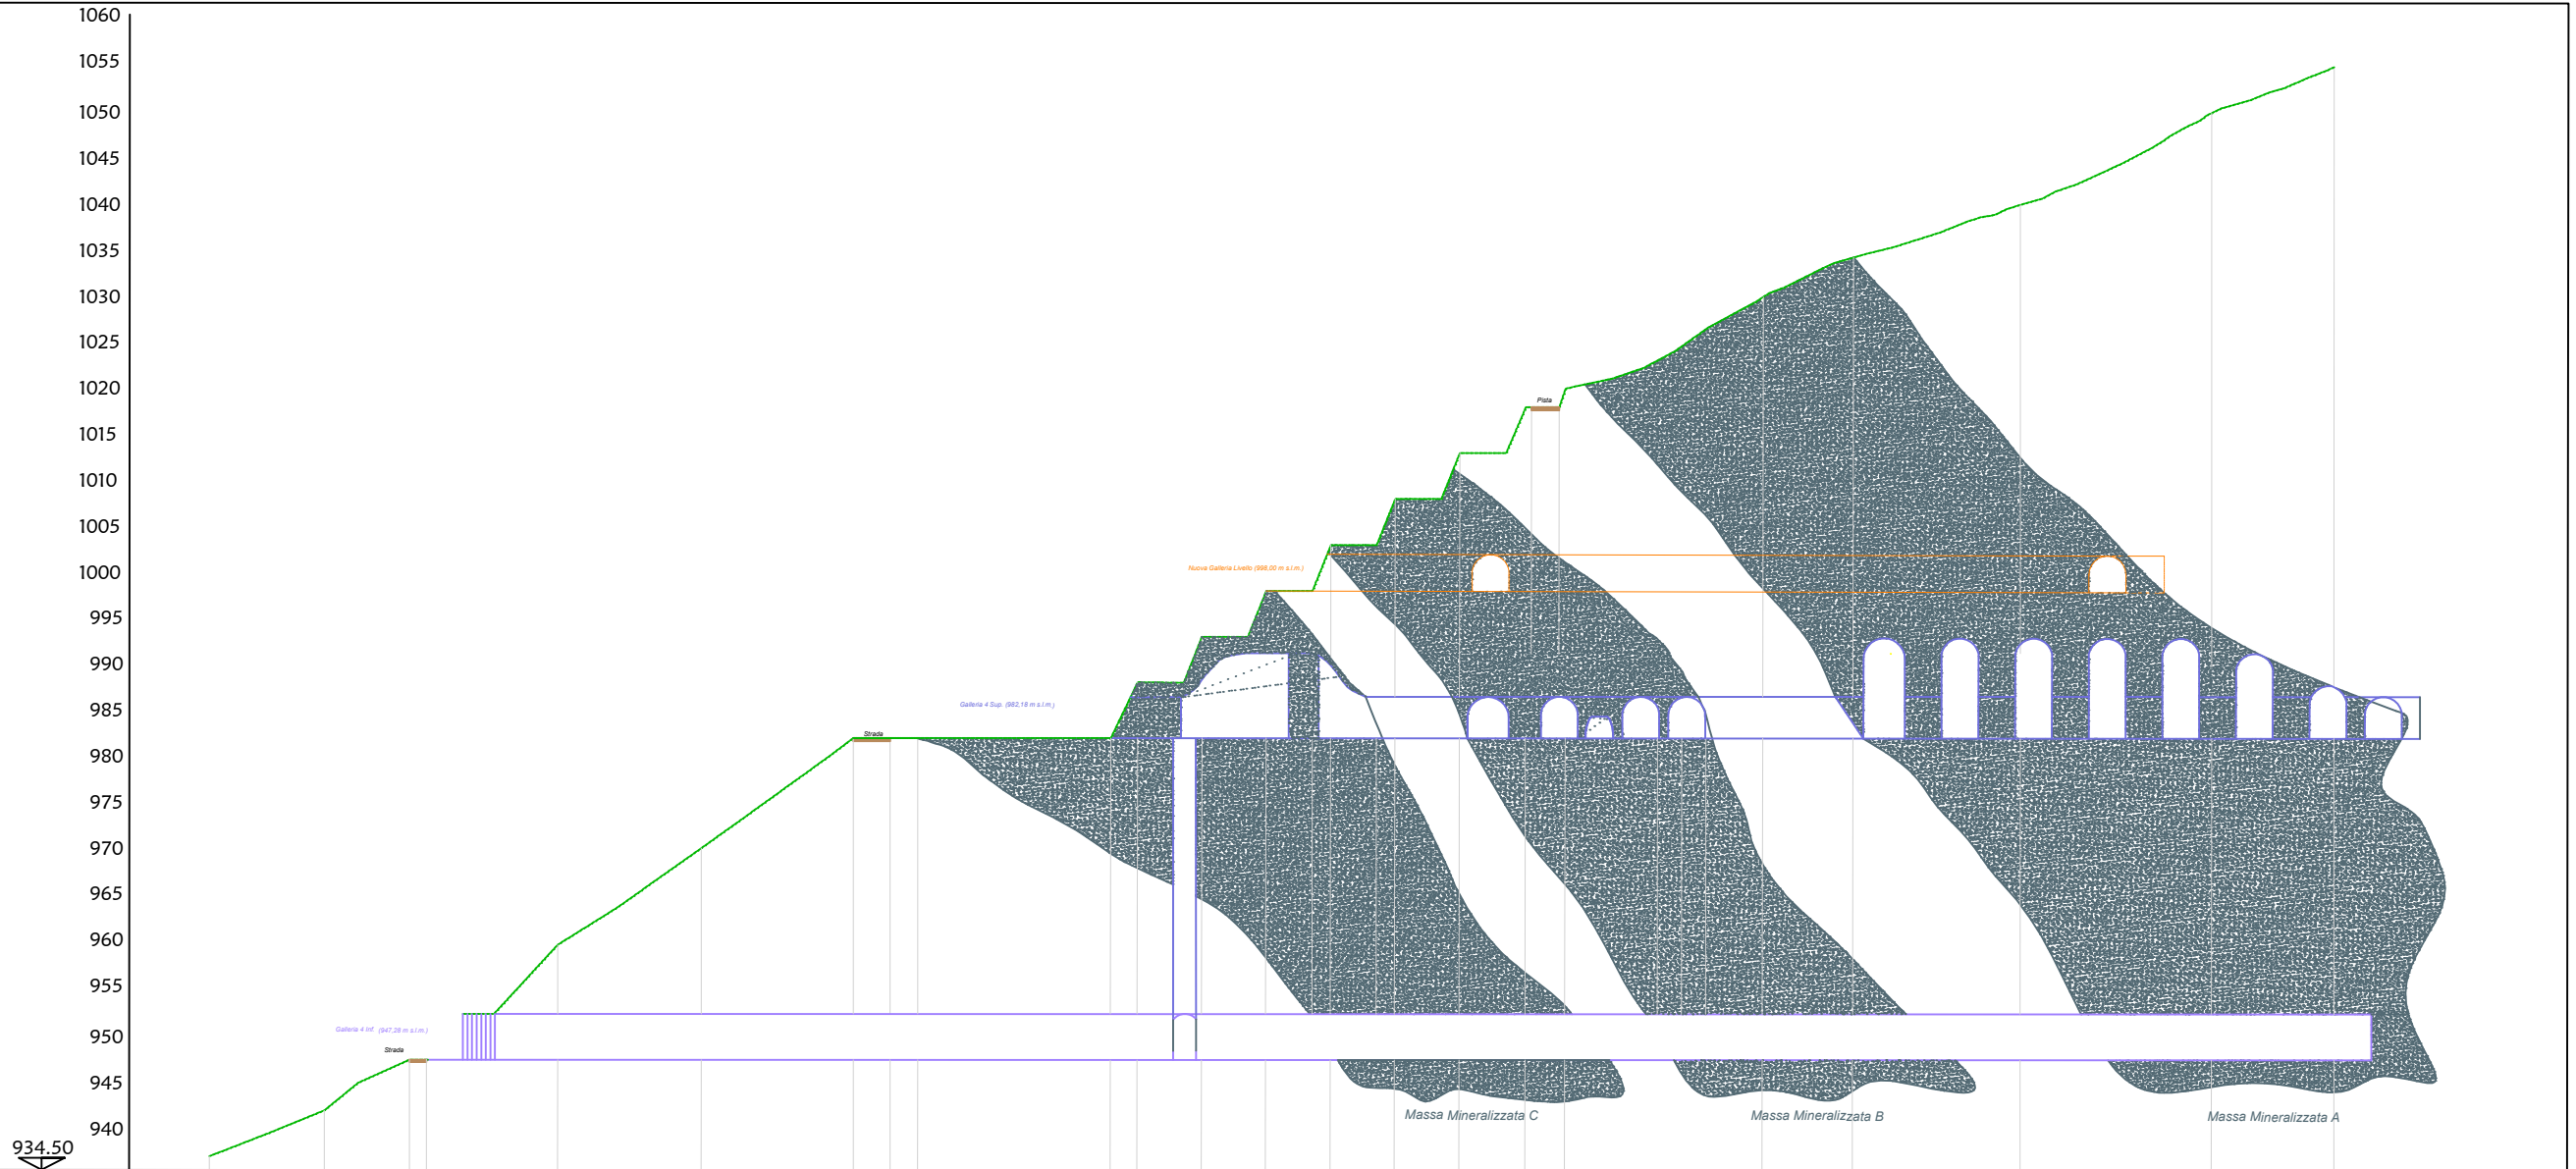 1060
1055
1050
1045
1040
1035
1030
1025
1020
1015
1010
1005
1000
995
990
985
980
975
970
965
960
955
950
945
940
934.50
Pista
Nuova Galleria Livello (998,00 m s.l.m.)
Galleria 4 Sup. (982,18 m s.l.m.)
Strada
Galleria 4 Inf. (947,28 m s.l.m.)
Strada
Massa Mineralizzata C
Massa Mineralizzata B
Massa Mineralizzata A